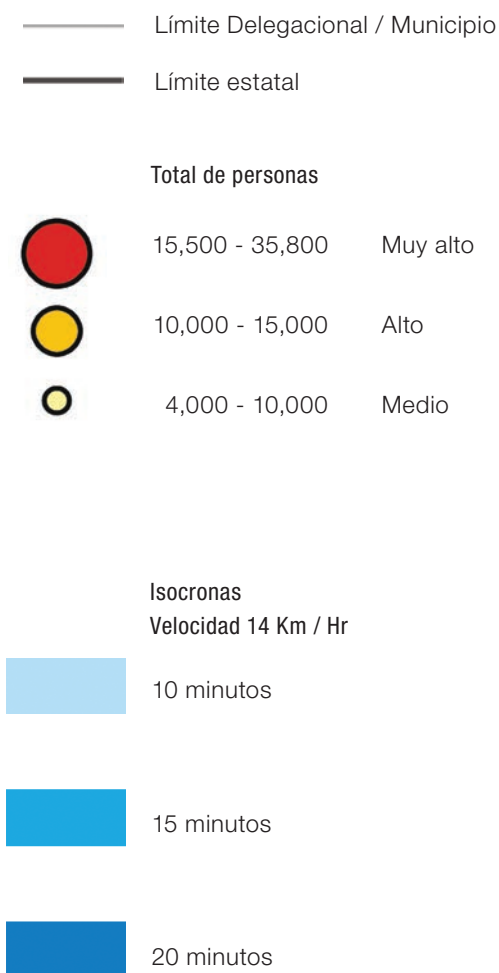 Límite Delegacional / Municipio
Límite estatal
Total de personas
15,500 - 35,800 Muy alto
10,000 - 15,000 Alto
4,000 - 10,000 Medio
Isocronas
Velocidad 14 Km / Hr
10 minutos
15 minutos
20 minutos